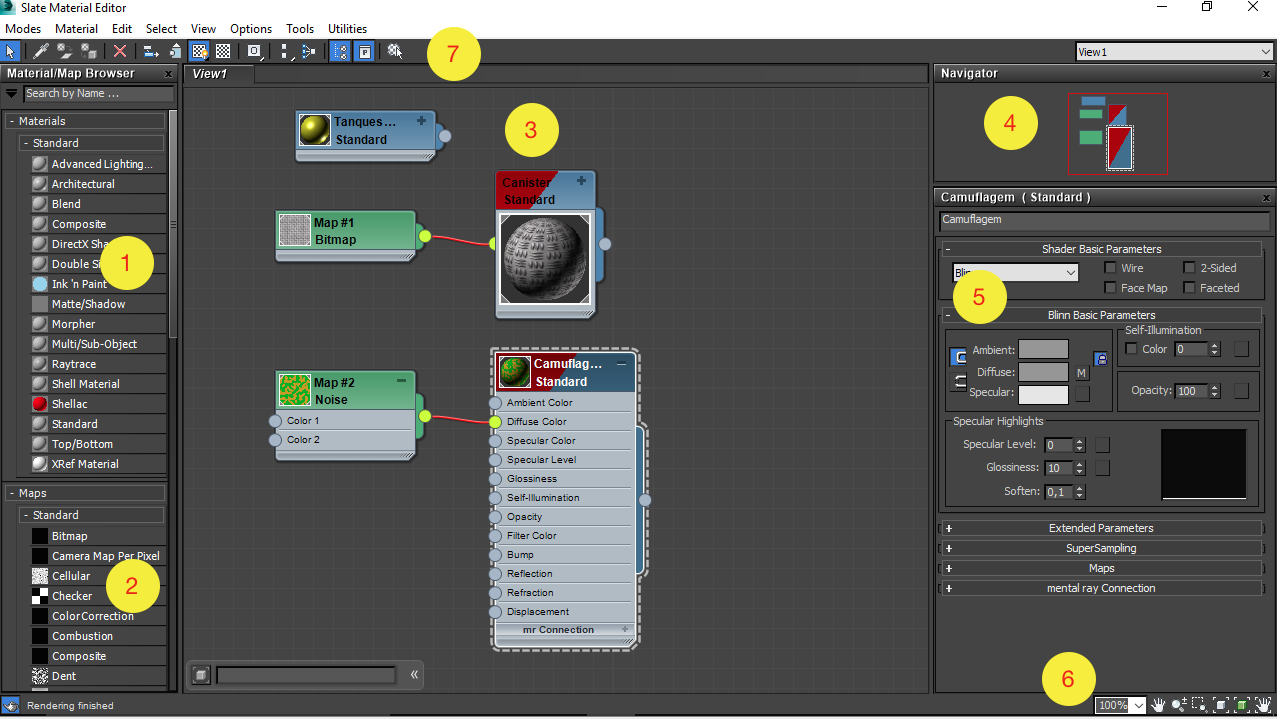 Slate Material Editor
Modes Material Edit Select View Options Tools Utilities
7
View1
Material/Map Browser
Search by Name ...
- Materials
- Standard
Advanced Lighting...
Architectural
Blend
Composite
DirectX Sha
Double Si
1
Ink 'n Paint
Matte/Shadow
Morpher
Multi/Sub-Object
Raytrace
Shell Material
Shellac
Standard
Top/Bottom
XRef Material
- Maps
- Standard
Bitmap
Camera Map Per Pixel
Cellular
2
Checker
Color Correction
Combustion
Composite
Dent
Rendering finished
View1
3
Tanques...
Standard
Canister
Standard
Map #1
Bitmap
Map #2
Noise
Color 1
Color 2
Camuflag...
Standard
Ambient Color
Diffuse Color
Specular Color
Specular Level
Glossiness
Self-Illumination
Opacity
Filter Color
Bump
Reflection
Refraction
Displacement
mr Connection +
Navigator
4
Camuflagem ( Standard )
Camuflagem
- Shader Basic Parameters
5
Wire
2-Sided
Face Map
Faceted
- Blinn Basic Parameters
Ambient:
Diffuse:
M
Specular:
Self-Illumination
Color 0
Opacity: 100
Specular Highlights
Specular Level: 0
Glossiness: 10
Soften: 0,1
+ Extended Parameters
+ SuperSampling
+ Maps
+ mental ray Connection
6
100%